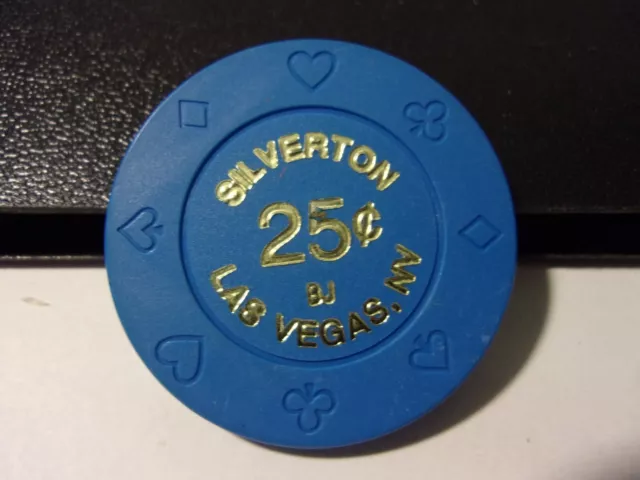 SILVERTON
25¢
BJ
LAS VEGAS, NV